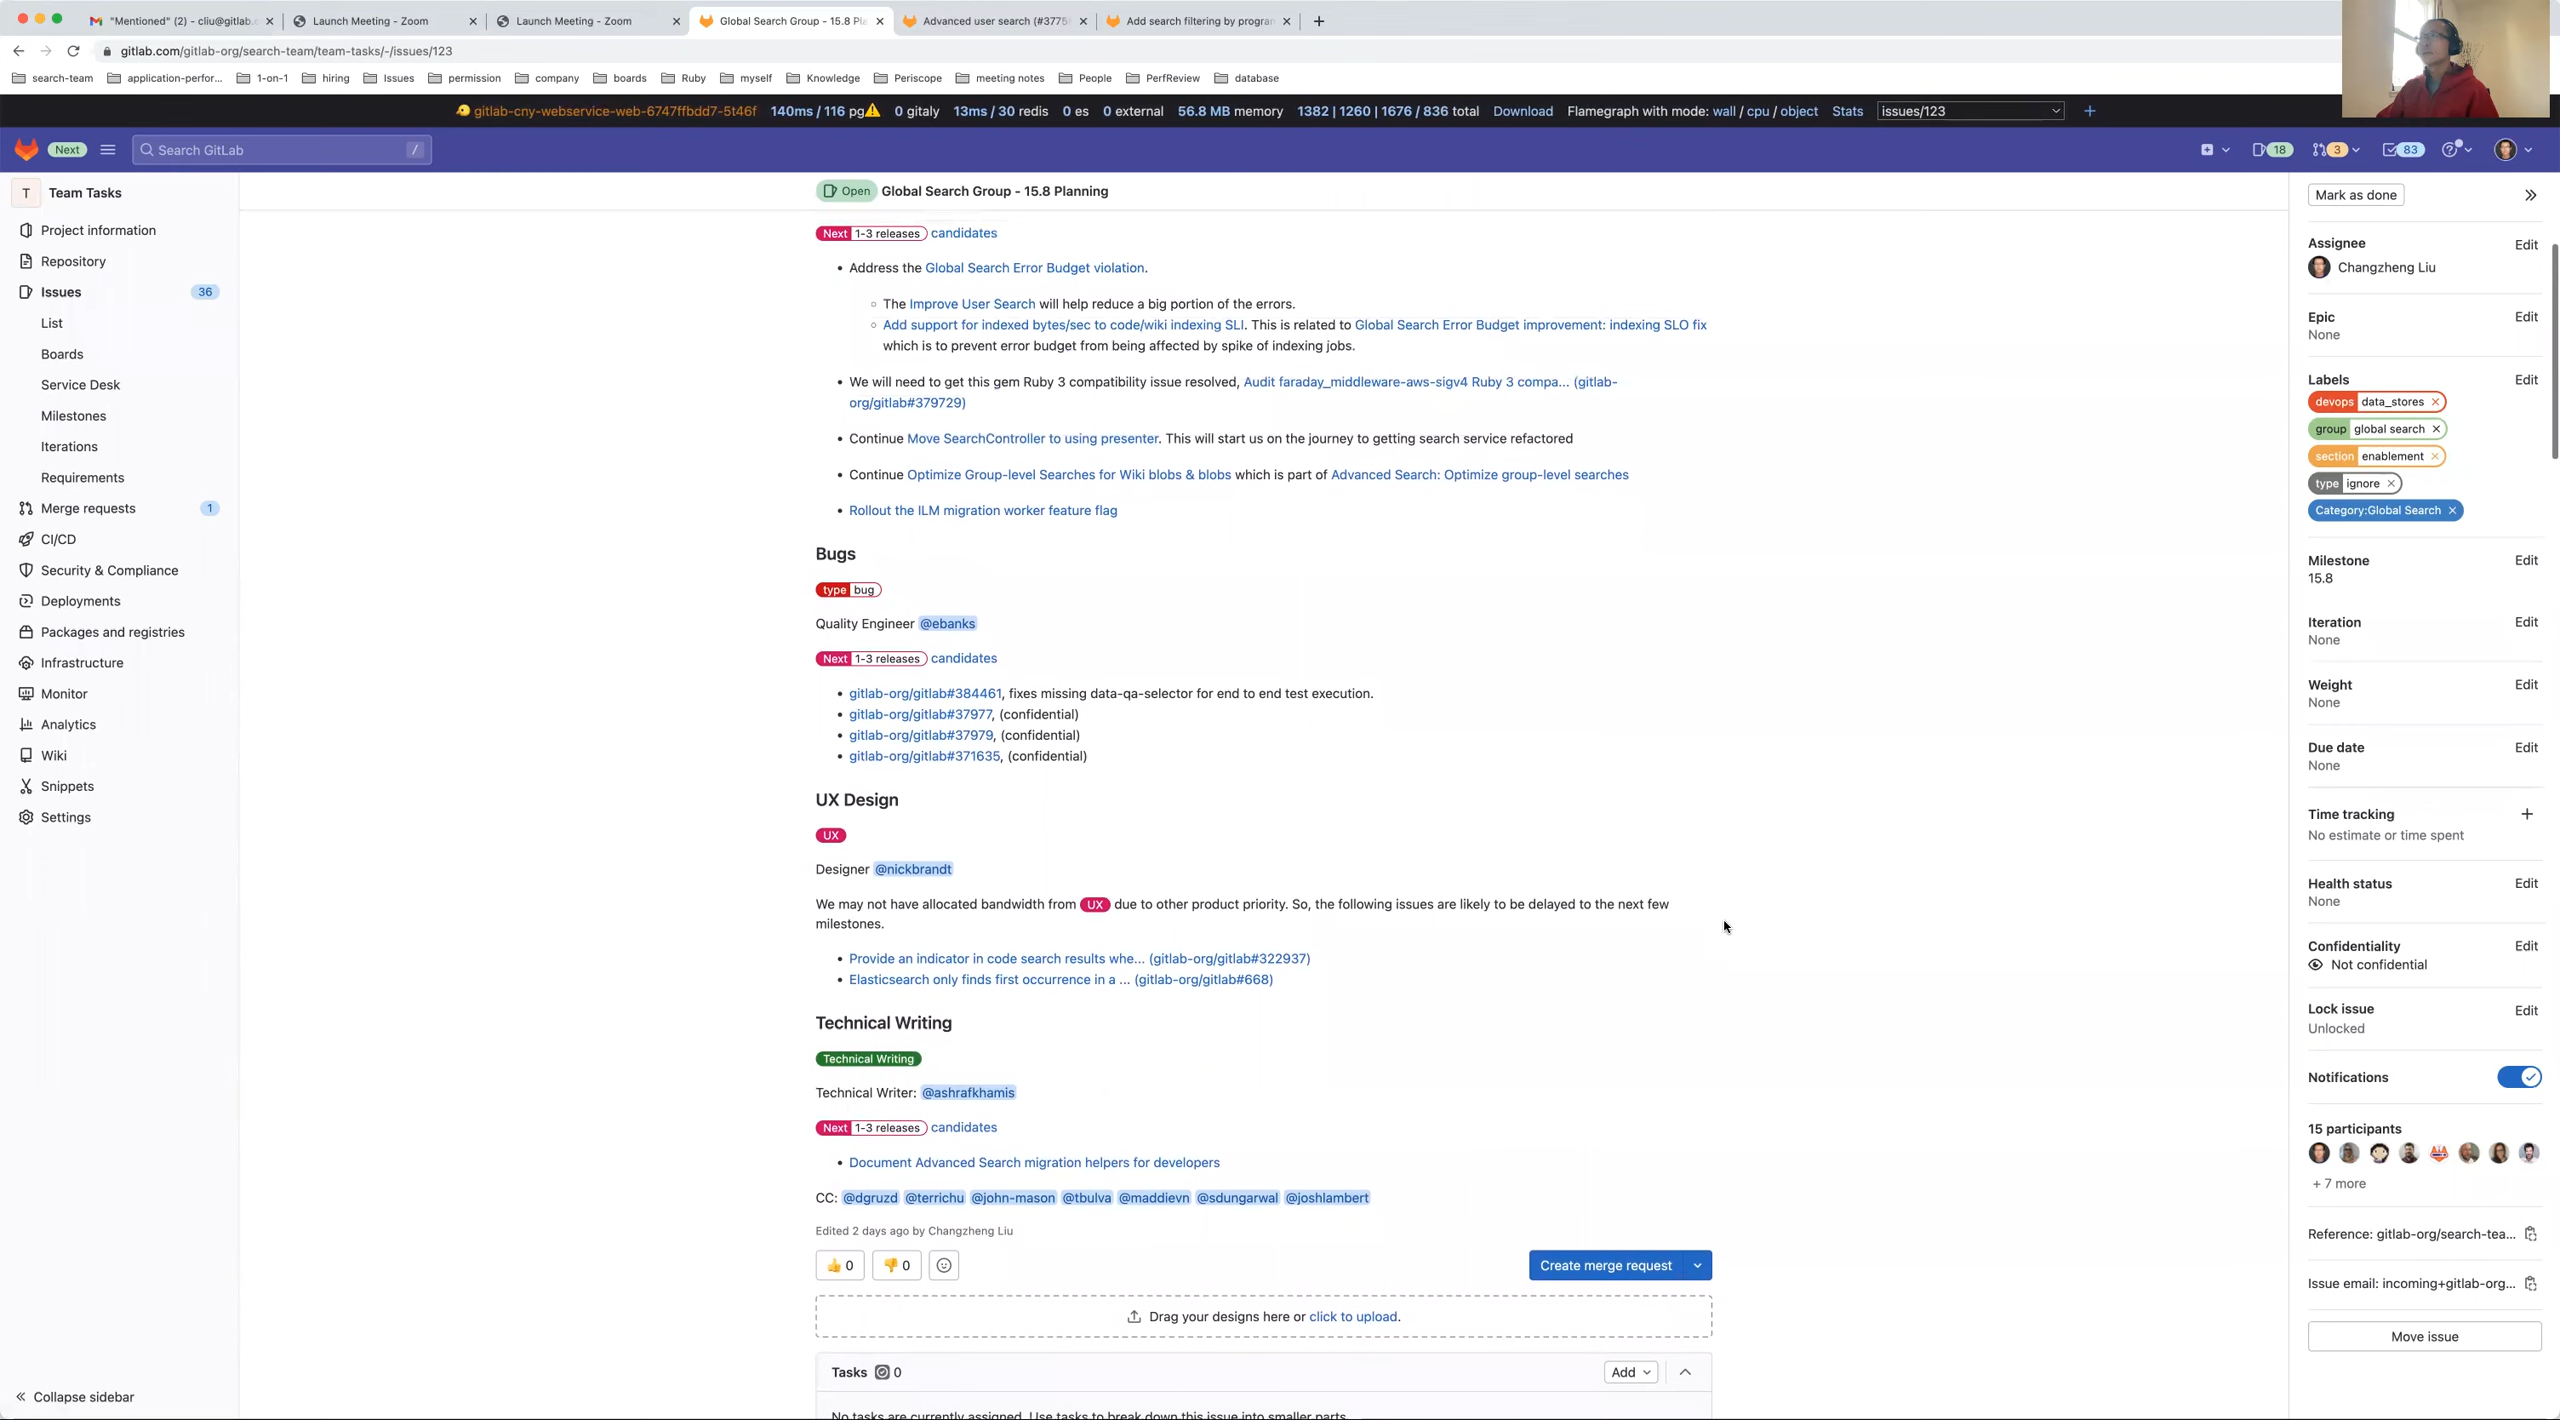 "Mentioned" (2) - cliu@gitlab.c
Launch Meeting - Zoom
Launch Meeting - Zoom
Global Search Group - 15.8 Pla
Advanced user search (#3775
Add search filtering by program
gitlab.com/gitlab-org/search-team/team-tasks/-/issues/123
search-team application-perfor... 1-on-1 hiring Issues permission company boards Ruby myself Knowledge Periscope meeting notes People PerfReview database
gitlab-cny-webservice-web-6747ffbdd7-5t46f 140ms / 116 pg 0 gitaly 13ms / 30 redis 0 es 0 external 56.8 MB memory 1382 | 1260 | 1676 / 836 total Download Flamegraph with mode: wall / cpu / object Stats issues/123
Next Search GitLab / 18 3 83
T Team Tasks
Project information
Repository
Issues 36
List
Boards
Service Desk
Milestones
Iterations
Requirements
Merge requests 1
CI/CD
Security & Compliance
Deployments
Packages and registries
Infrastructure
Monitor
Analytics
Wiki
Snippets
Settings
Collapse sidebar
Open Global Search Group - 15.8 Planning
Next 1-3 releases candidates
• Address the Global Search Error Budget violation.
○ The Improve User Search will help reduce a big portion of the errors.
○ Add support for indexed bytes/sec to code/wiki indexing SLI. This is related to Global Search Error Budget improvement: indexing SLO fix
which is to prevent error budget from being affected by spike of indexing jobs.
• We will need to get this gem Ruby 3 compatibility issue resolved, Audit faraday_middleware-aws-sigv4 Ruby 3 compa... (gitlab-
org/gitlab#379729)
• Continue Move SearchController to using presenter. This will start us on the journey to getting search service refactored
• Continue Optimize Group-level Searches for Wiki blobs & blobs which is part of Advanced Search: Optimize group-level searches
• Rollout the ILM migration worker feature flag
Bugs
type bug
Quality Engineer @ebanks
Next 1-3 releases candidates
• gitlab-org/gitlab#384461, fixes missing data-qa-selector for end to end test execution.
• gitlab-org/gitlab#37977, (confidential)
• gitlab-org/gitlab#37979, (confidential)
• gitlab-org/gitlab#371635, (confidential)
UX Design
UX
Designer @nickbrandt
We may not have allocated bandwidth from UX due to other product priority. So, the following issues are likely to be delayed to the next few
milestones.
• Provide an indicator in code search results whe... (gitlab-org/gitlab#322937)
• Elasticsearch only finds first occurrence in a ... (gitlab-org/gitlab#668)
Technical Writing
Technical Writing
Technical Writer: @ashrafkhamis
Next 1-3 releases candidates
• Document Advanced Search migration helpers for developers
CC: @dgruzd @terrichu @john-mason @tbulva @maddievn @sdungarwal @joshlambert
Edited 2 days ago by Changzheng Liu
0 0 Create merge request
Drag your designs here or click to upload.
Tasks 0 Add
No tasks are currently assigned. Use tasks to break down this issue into smaller parts.
Mark as done
Assignee Edit
Changzheng Liu
Epic Edit
None
Labels Edit
devops data_stores
group global search
section enablement
type ignore
Category:Global Search
Milestone Edit
15.8
Iteration Edit
None
Weight Edit
None
Due date Edit
None
Time tracking
No estimate or time spent
Health status Edit
None
Confidentiality Edit
Not confidential
Lock issue Edit
Unlocked
Notifications
15 participants
+ 7 more
Reference: gitlab-org/search-tea...
Issue email: incoming+gitlab-org...
Move issue